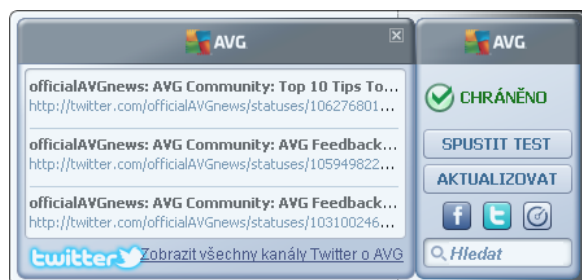 AVG
officialAVGnews: AVG Community: Top 10 Tips To...
http://twitter.com/officialAVGnews/statuses/106276801...
officialAVGnews: AVG Community: AVG Feedback...
http://twitter.com/officialAVGnews/statuses/105949822...
officialAVGnews: AVG Community: AVG Feedback...
http://twitter.com/officialAVGnews/statuses/103100246...
twitter Zobrazit všechny kanály Twitter o AVG
AVG
CHRÁNĚNO
SPUSTIT TEST
AKTUALIZOVAT
f t
Hledat